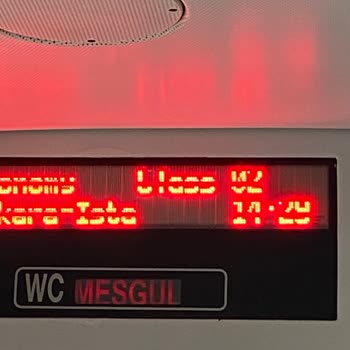 onomy Class 02
kara-Ista 14:29
WC MESGUL